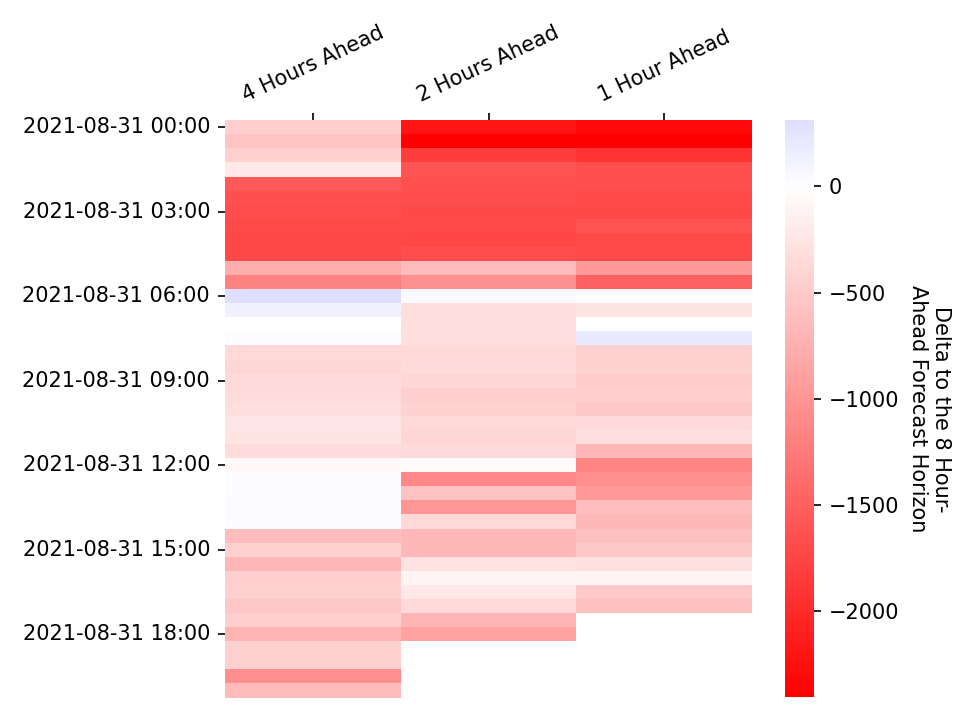 4 Hours Ahead
2 Hours Ahead
1 Hour Ahead
2021-08-31 00:00
2021-08-31 03:00
2021-08-31 06:00
2021-08-31 09:00
2021-08-31 12:00
2021-08-31 15:00
2021-08-31 18:00
0
−500
−1000
−1500
−2000
Delta to the 8 Hour-
Ahead Forecast Horizon